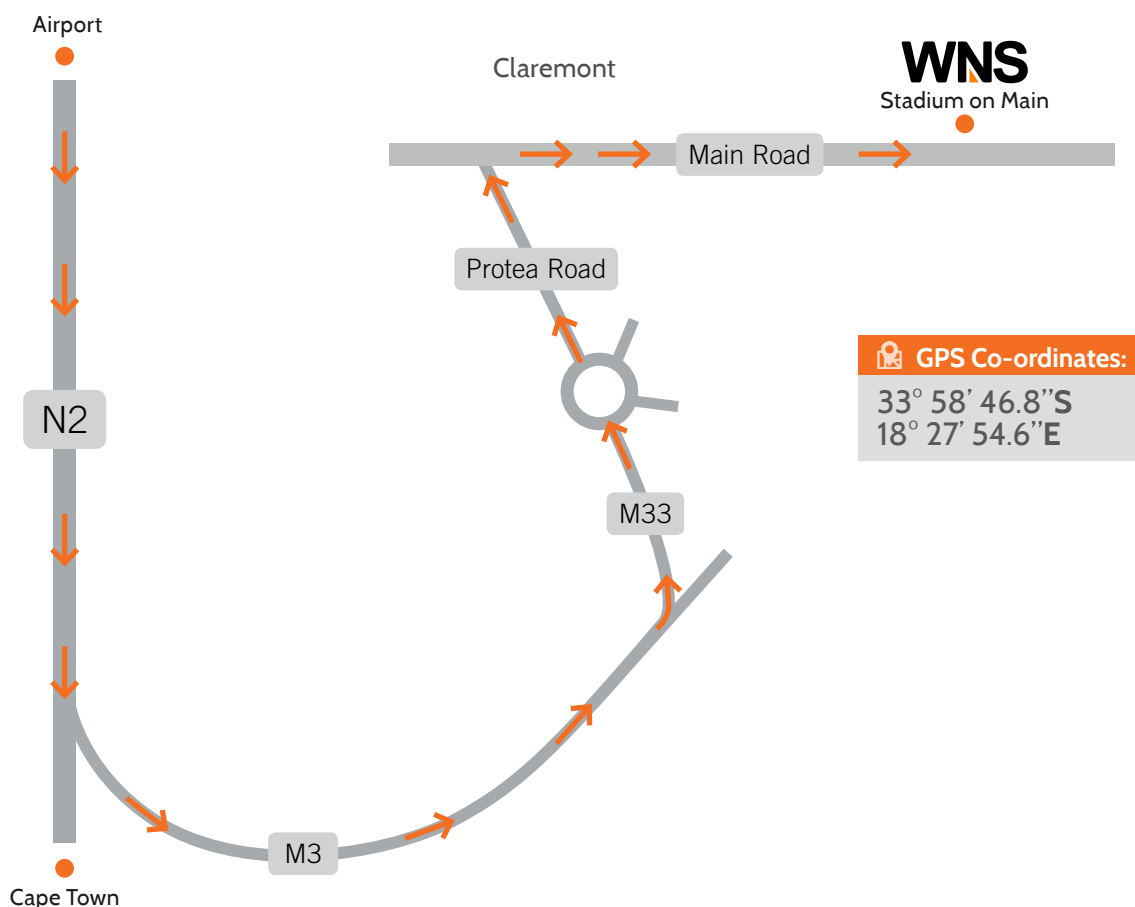 Airport
Claremont
WNS
Stadium on Main
Main Road
Protea Road
GPS Co-ordinates:
33° 58’ 46.8’’S
18° 27’ 54.6’’E
N2
M33
M3
Cape Town